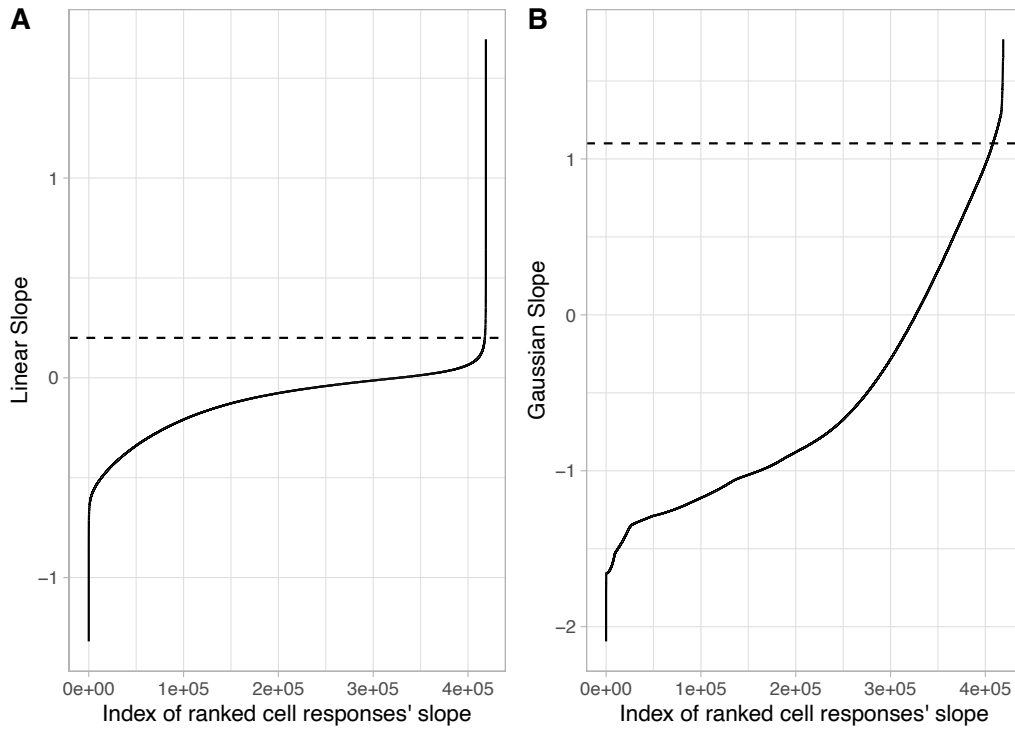 A
Linear Slope
1
0
−1
0e+00 1e+05 2e+05 3e+05 4e+05
Index of ranked cell responses' slope
B
Gaussian Slope
1
0
−1
−2
0e+00 1e+05 2e+05 3e+05 4e+05
Index of ranked cell responses' slope